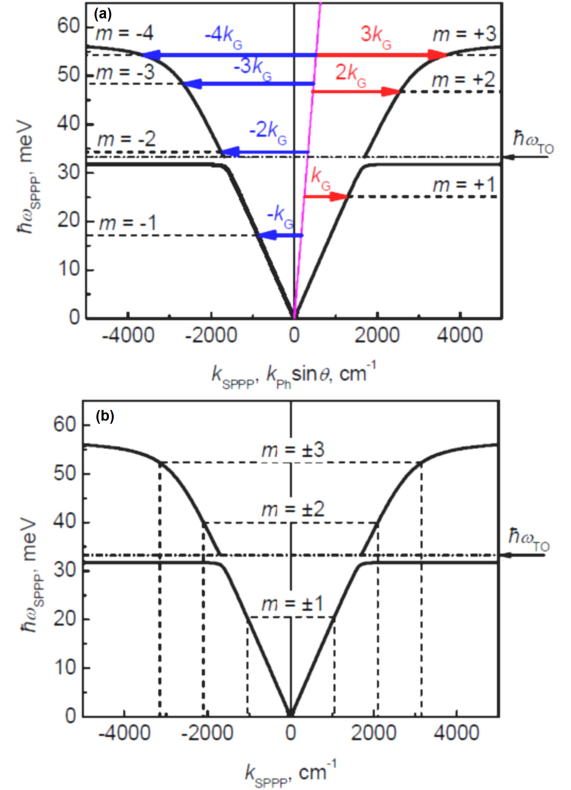 (a)
m = -4
-4k_G
3k_G
m = +3
m = -3
-3k_G
2k_G
m = +2
m = -2
-2k_G
ħω_TO
k_G
m = +1
m = -1
-k_G
60
50
40
30
20
10
0
ħω_SPPP, meV
-4000 -2000 0 2000 4000
k_SPPP, k_Ph sinθ, cm⁻¹
(b)
m = ±3
m = ±2
ħω_TO
m = ±1
60
50
40
30
20
10
0
ħω_SPPP, meV
-4000 -2000 0 2000 4000
k_SPPP, cm⁻¹